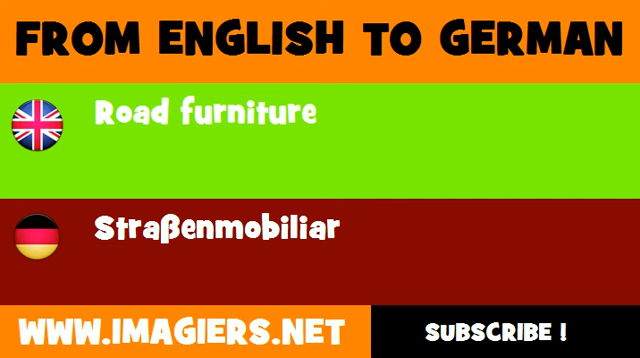 FROM ENGLISH TO GERMAN
Road furniture
Straßenmobiliar
WWW.IMAGIERS.NET
SUBSCRIBE !